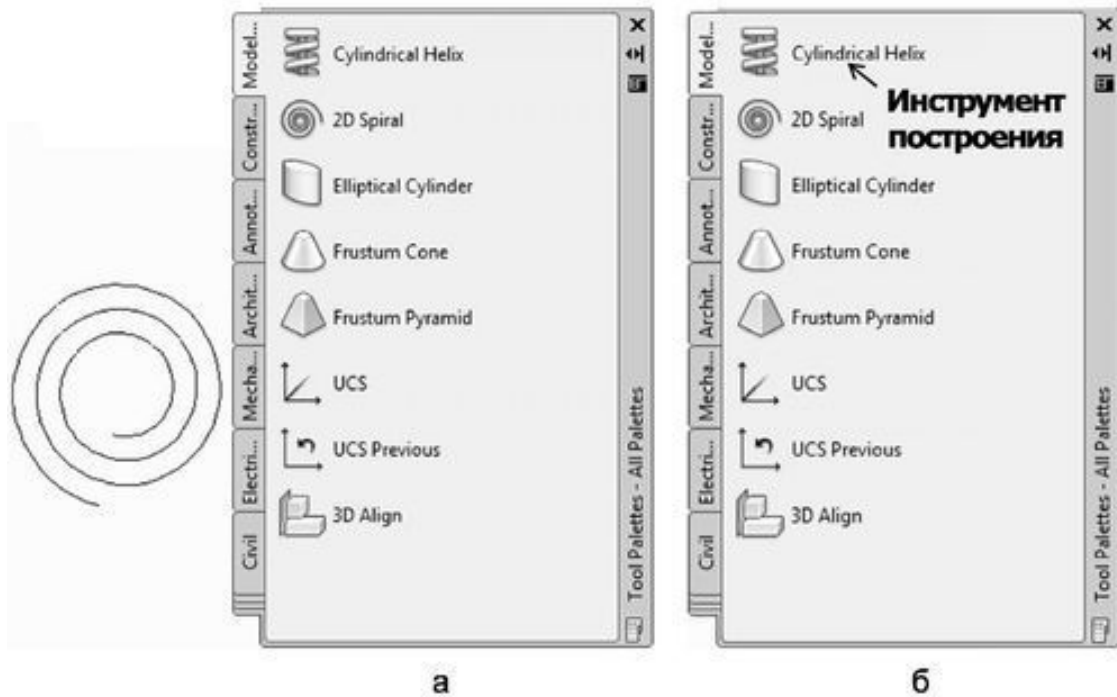 Model...
Constr...
Annot...
Archit...
Mecha...
Electri...
Civil
Cylindrical Helix
2D Spiral
Elliptical Cylinder
Frustum Cone
Frustum Pyramid
UCS
UCS Previous
3D Align
Tool Palettes - All Palettes
а
Model...
Constr...
Annot...
Archit...
Mecha...
Electri...
Civil
Cylindrical Helix
Инструмент
построения
2D Spiral
Elliptical Cylinder
Frustum Cone
Frustum Pyramid
UCS
UCS Previous
3D Align
Tool Palettes - All Palettes
б